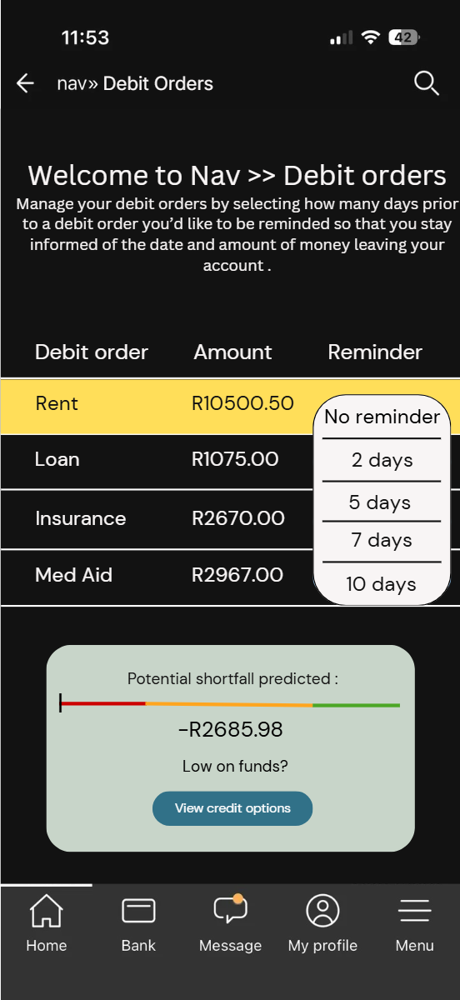 11:53
42
nav» Debit Orders
Welcome to Nav >> Debit orders
Manage your debit orders by selecting how many days prior
to a debit order you’d like to be reminded so that you stay
informed of the date and amount of money leaving your
account .
Debit order Amount Reminder
Rent R10500.50
No reminder
Loan R1075.00 2 days
5 days
Insurance R2670.00
7 days
Med Aid R2967.00
10 days
Potential shortfall predicted :
-R2685.98
Low on funds?
View credit options
Home Bank Message My profile Menu